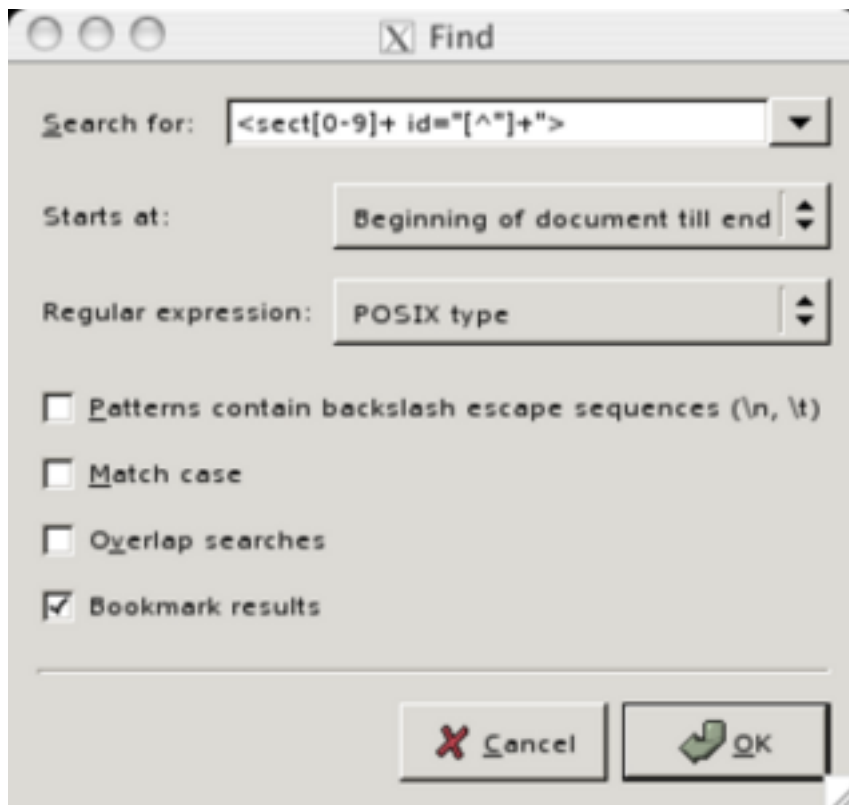 X Find
Search for: <sect[0-9]+ id="[^"]+">
Starts at: Beginning of document till end
Regular expression: POSIX type
Patterns contain backslash escape sequences (\n, \t)
Match case
Overlap searches
Bookmark results
Cancel OK